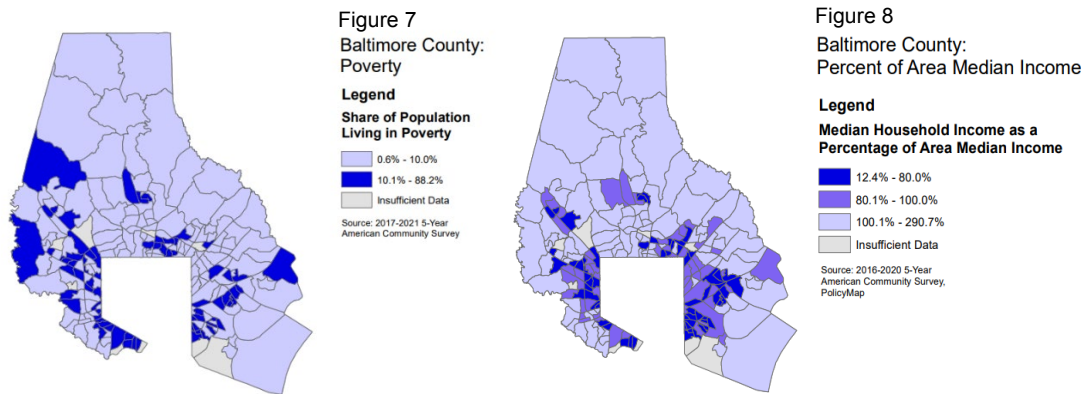 Figure 7
Baltimore County:
Poverty
Legend
Share of Population
Living in Poverty
0.6% - 10.0%
10.1% - 88.2%
Insufficient Data
Source: 2017-2021 5-Year
American Community Survey
Figure 8
Baltimore County:
Percent of Area Median Income
Legend
Median Household Income as a
Percentage of Area Median Income
12.4% - 80.0%
80.1% - 100.0%
100.1% - 290.7%
Insufficient Data
Source: 2016-2020 5-Year
American Community Survey,
PolicyMap